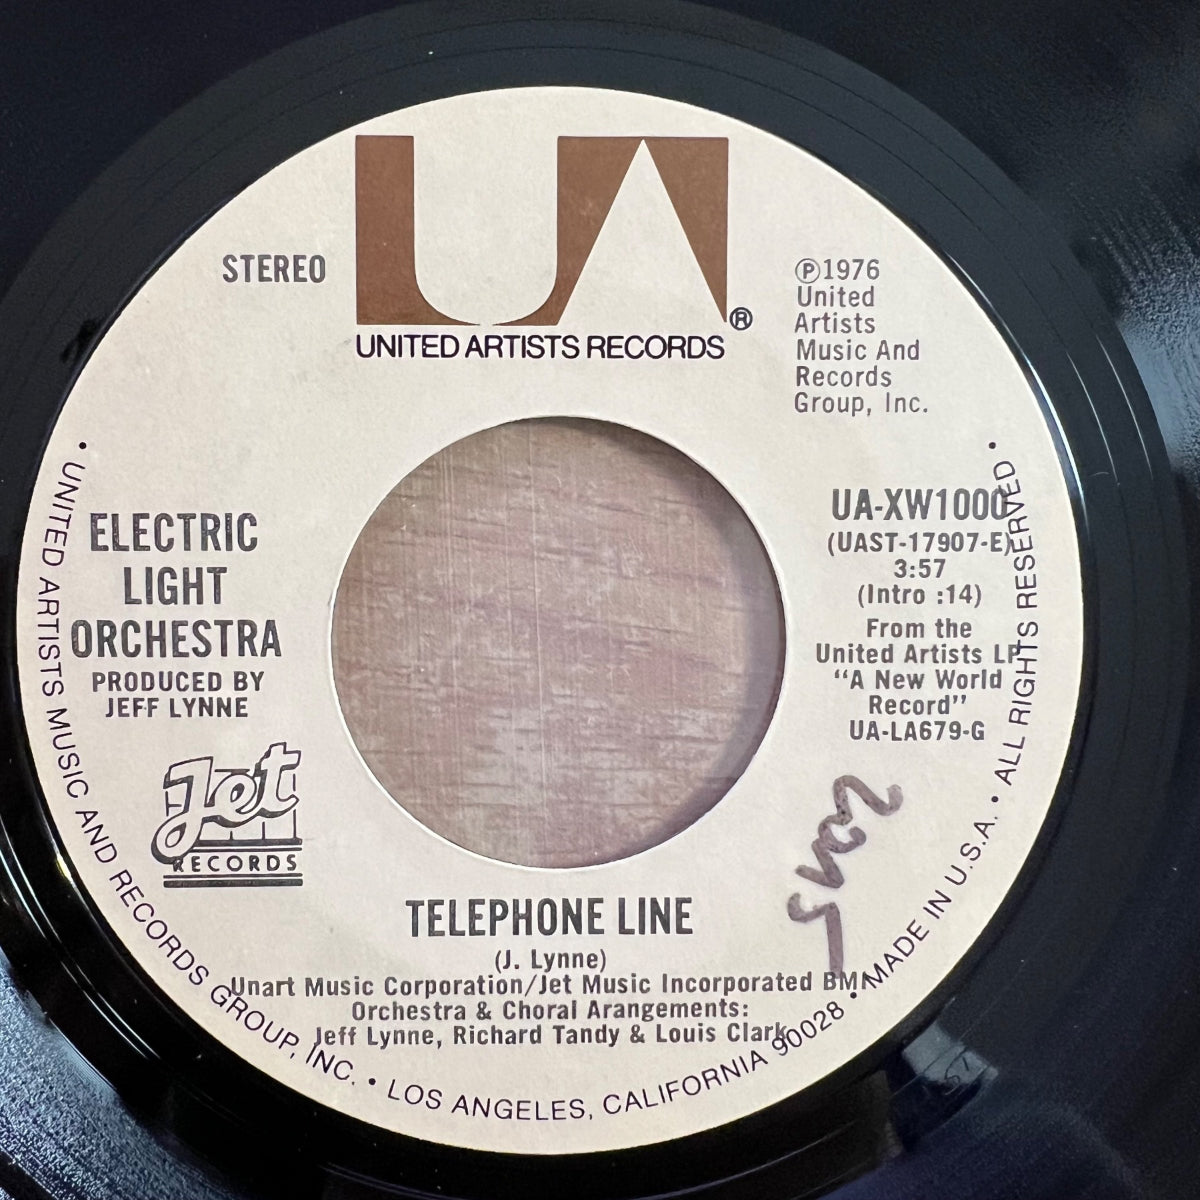 UA
UNITED ARTISTS RECORDS®
STEREO
Ⓟ1976
United
Artists
Music And
Records
Group, Inc.
ELECTRIC
LIGHT
ORCHESTRA
PRODUCED BY
JEFF LYNNE
Jet
RECORDS
UA-XW1000
(UAST-17907-E)
3:57
(Intro :14)
From the
United Artists LP
“A New World
Record”
UA-LA679-G
TELEPHONE LINE
(J. Lynne)
Unart Music Corporation/Jet Music Incorporated BMI
Orchestra & Choral Arangements:
Jeff Lynne, Richard Tandy & Louis Clark
• UNITED ARTISTS MUSIC AND RECORDS GROUP, INC. • LOS ANGELES, CALIFORNIA 90028 • MADE IN U.S.A. • ALL RIGHTS RESERVED •